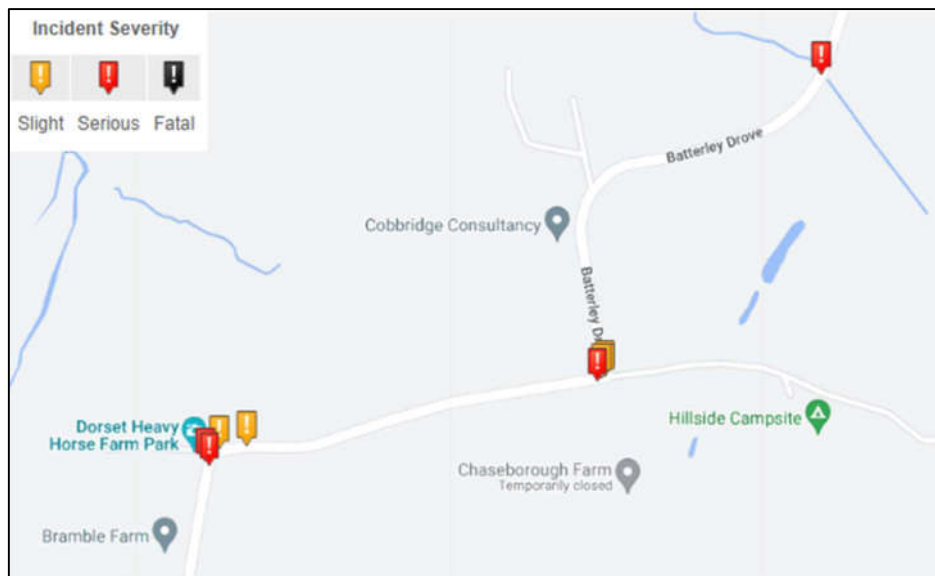 Incident Severity
Slight Serious Fatal
Batterley Drove
Cobbridge Consultancy
Batterley Dr
Dorset Heavy
Horse Farm Park
Hillside Campsite
Chaseborough Farm
Temporarily closed
Bramble Farm